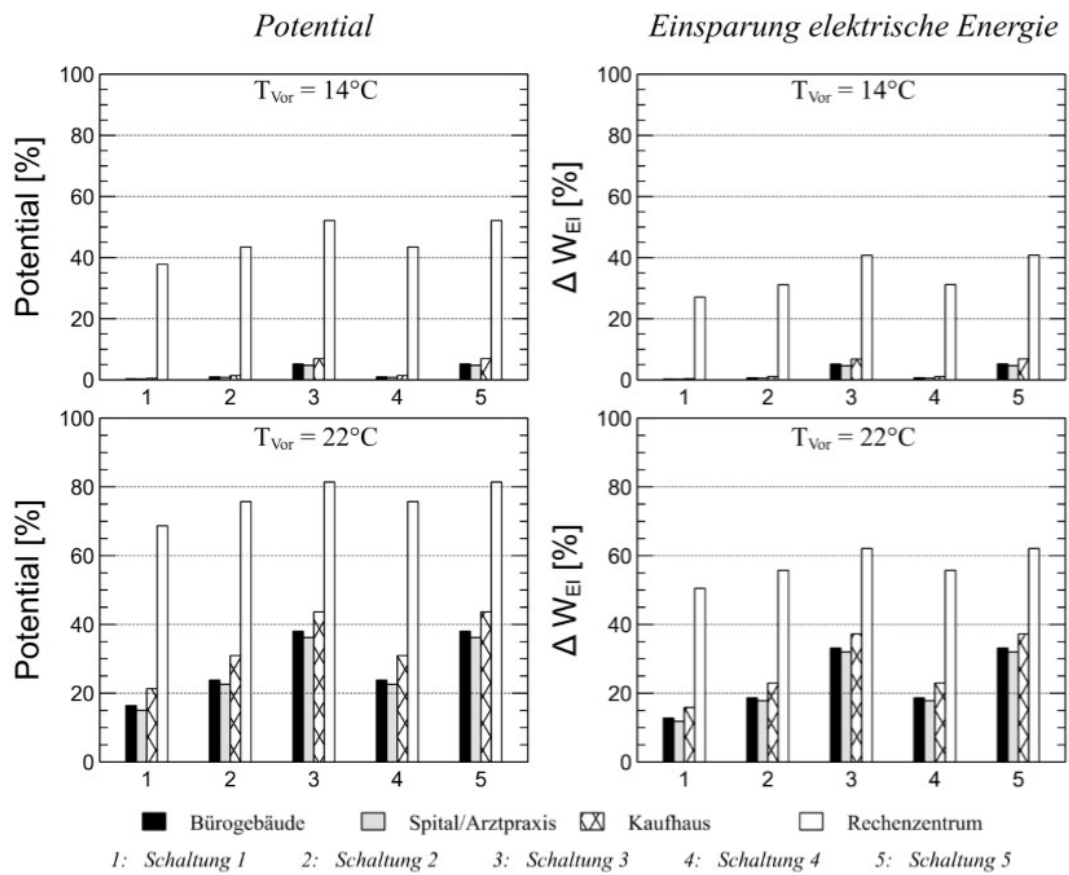 Potential Einsparung elektrische Energie
100
80
60
40
20
0
Potential [%]
T_Vor = 14°C
1 2 3 4 5
100
80
60
40
20
0
Δ W_El [%]
T_Vor = 14°C
1 2 3 4 5
100
80
60
40
20
0
Potential [%]
T_Vor = 22°C
1 2 3 4 5
100
80
60
40
20
0
Δ W_El [%]
T_Vor = 22°C
1 2 3 4 5
Bürogebäude Spital/Arztpraxis Kaufhaus Rechenzentrum
1: Schaltung 1 2: Schaltung 2 3: Schaltung 3 4: Schaltung 4 5: Schaltung 5